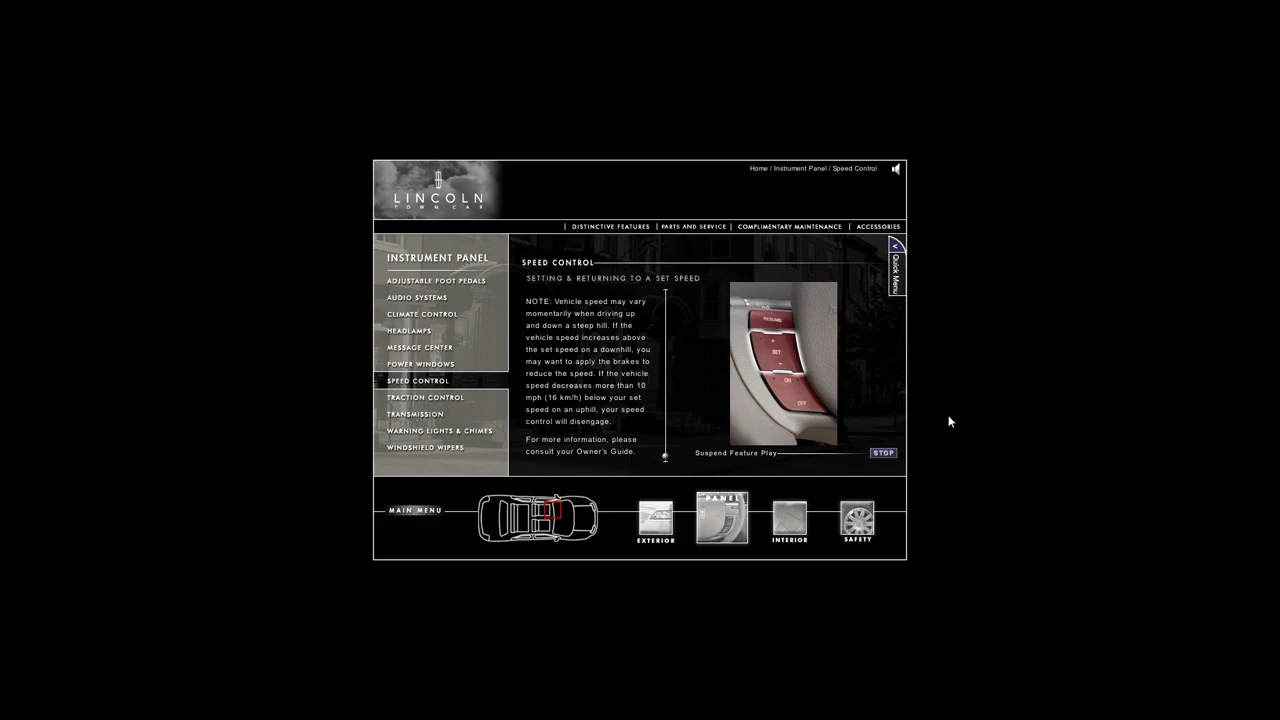 Home / Instrument Panel / Speed Control
LINCOLN
TOWN CAR
DISTINCTIVE FEATURES
PARTS AND SERVICE
COMPLIMENTARY MAINTENANCE
ACCESSORIES
< Quick Menu
INSTRUMENT PANEL
ADJUSTABLE FOOT PEDALS
AUDIO SYSTEMS
CLIMATE CONTROL
HEADLAMPS
MESSAGE CENTER
POWER WINDOWS
SPEED CONTROL
TRACTION CONTROL
TRANSMISSION
WARNING LIGHTS & CHIMES
WINDSHIELD WIPERS
SPEED CONTROL
SETTING & RETURNING TO A SET SPEED
NOTE: Vehicle speed may vary
momentarily when driving up
and down a steep hill. If the
vehicle speed increases above
the set speed on a downhill, you
may want to apply the brakes to
reduce the speed. If the vehicle
speed decreases more than 10
mph (16 km/h) below your set
speed on an uphill, your speed
control will disengage.
For more information, please
consult your Owner's Guide.
RESUME
+
SET
−
ON
OFF
Suspend Feature Play
STOP
MAIN MENU
EXTERIOR
PANEL
INTERIOR
SAFETY